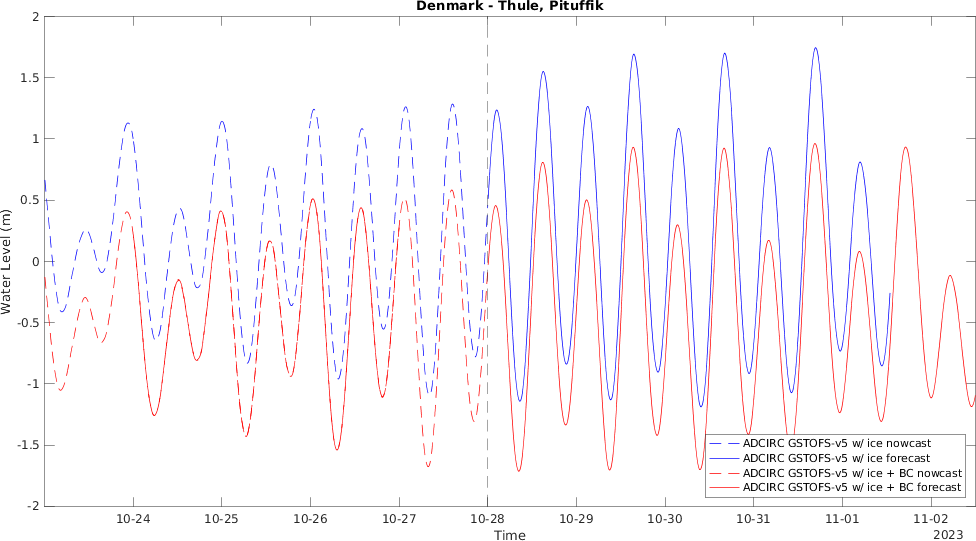 Denmark - Thule, Pituffik
2
1.5
1
0.5
0
-0.5
-1
-1.5
-2
Water Level (m)
ADCIRC GSTOFS-v5 w/ ice nowcast
ADCIRC GSTOFS-v5 w/ ice forecast
ADCIRC GSTOFS-v5 w/ ice + BC nowcast
ADCIRC GSTOFS-v5 w/ ice + BC forecast
10-24 10-25 10-26 10-27 10-28 10-29 10-30 10-31 11-01 11-02
Time
2023